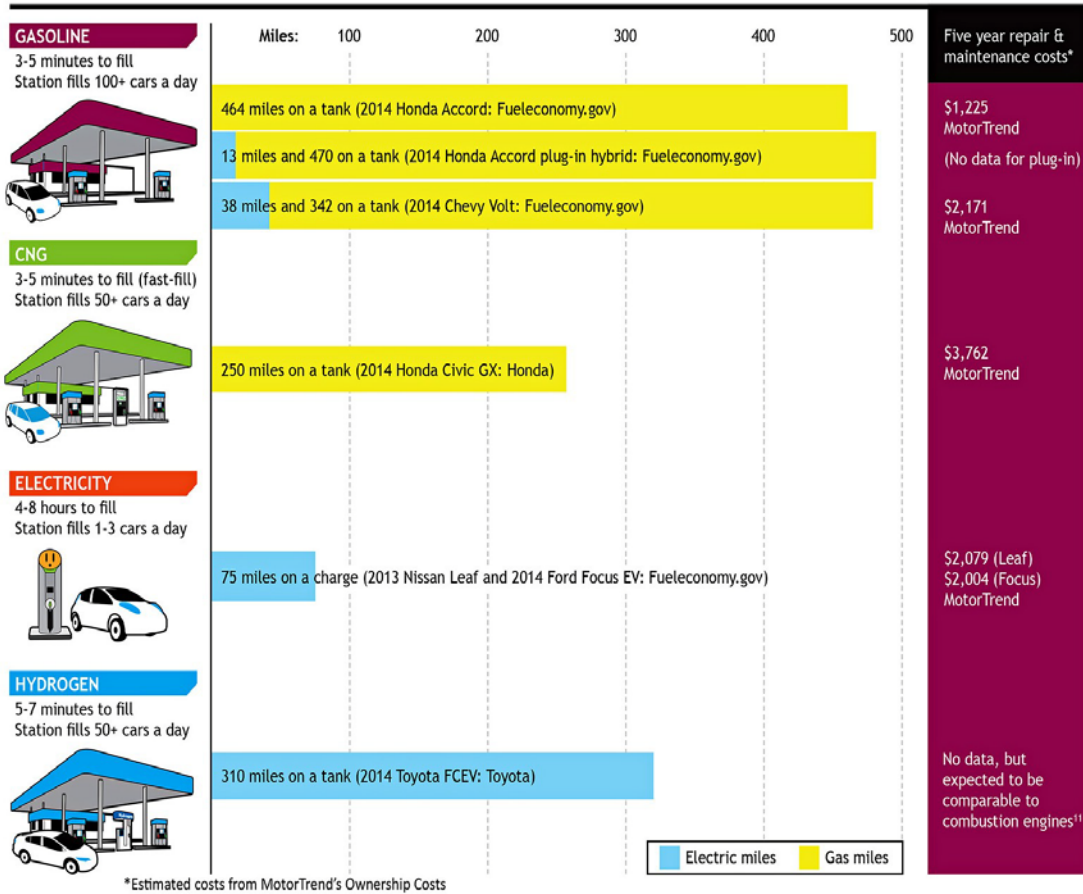 GASOLINE
3-5 minutes to fill
Station fills 100+ cars a day
Miles: 100 200 300 400 500
Five year repair &
maintenance costs*
464 miles on a tank (2014 Honda Accord: Fueleconomy.gov)
$1,225
MotorTrend
13 miles and 470 on a tank (2014 Honda Accord plug-in hybrid: Fueleconomy.gov)
(No data for plug-in)
38 miles and 342 on a tank (2014 Chevy Volt: Fueleconomy.gov)
$2,171
MotorTrend
CNG
3-5 minutes to fill (fast-fill)
Station fills 50+ cars a day
250 miles on a tank (2014 Honda Civic GX: Honda)
$3,762
MotorTrend
ELECTRICITY
4-8 hours to fill
Station fills 1-3 cars a day
75 miles on a charge (2013 Nissan Leaf and 2014 Ford Focus EV: Fueleconomy.gov)
$2,079 (Leaf)
$2,004 (Focus)
MotorTrend
HYDROGEN
5-7 minutes to fill
Station fills 50+ cars a day
310 miles on a tank (2014 Toyota FCEV: Toyota)
No data, but
expected to be
comparable to
combustion engines¹¹
Electric miles
Gas miles
*Estimated costs from MotorTrend's Ownership Costs